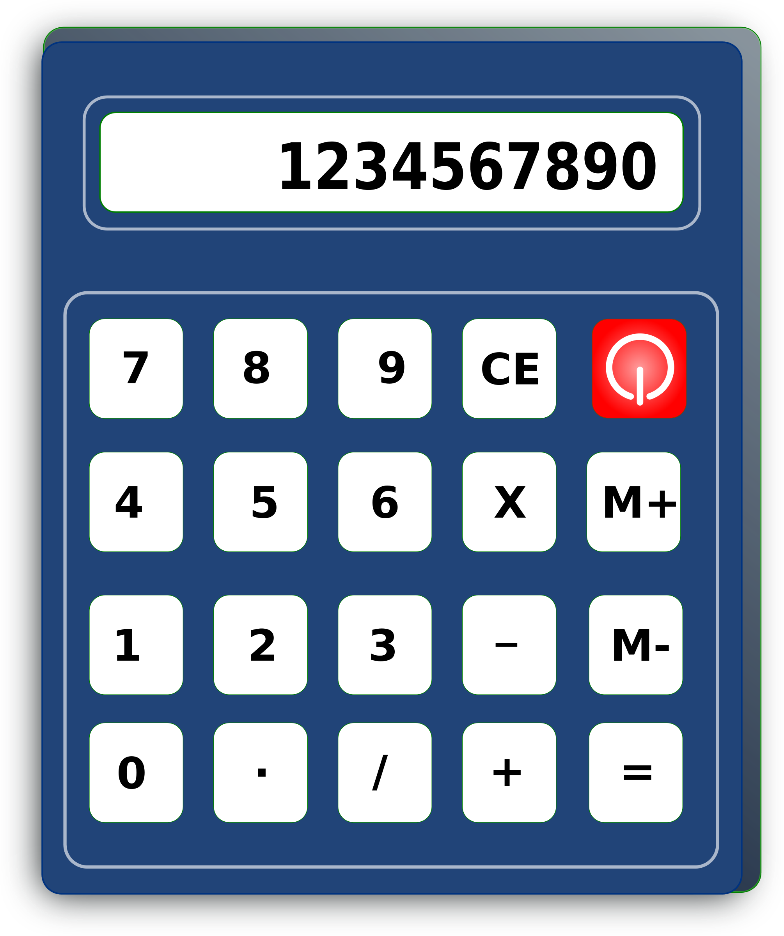 1234567890
7 8 9 CE
4 5 6 X M+
1 2 3 − M-
0 . / + =